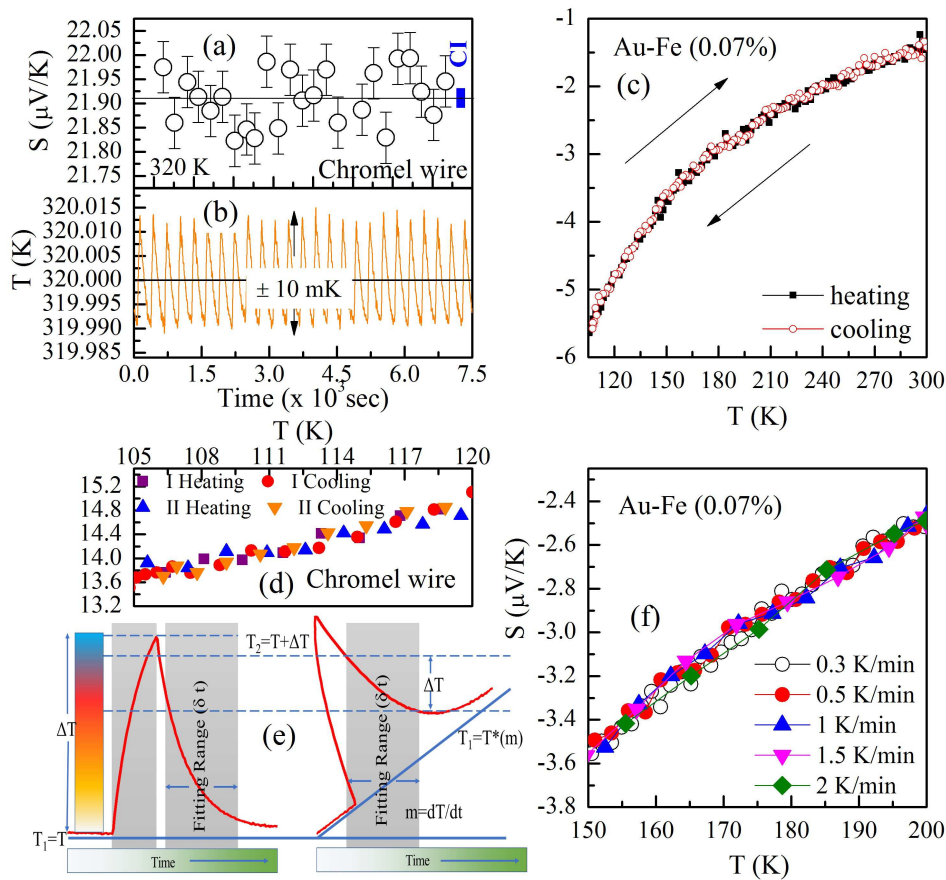 22.05
22.00
21.95
21.90
21.85
21.80
21.75
S (μV/K)
(a)
CI
320 K
Chromel wire
320.015
320.000
319.995
319.990
319.985
T (K)
(b)
± 10 mK
0.0 1.5 3.0 4.5 6.0 7.5
Time (x 10³sec)
-1
-2
-3
-4
-5
-6
Au-Fe (0.07%)
(c)
heating
cooling
120 150 180 210 240 270 300
T (K)
T (K)
105 108 111 114 117 120
15.2
14.8
14.4
14.0
13.6
13.2
I Heating I Cooling
II Heating II Cooling
(d)
Chromel wire
ΔT
T₁=T
T₂=T+ΔT
Fitting Range (δ t)
(e)
Fitting Range (δ t)
ΔT
T₁=T*(m)
m=dT/dt
Time
Time
-2.4
-2.6
-2.8
-3.0
-3.2
-3.4
-3.6
-3.8
S (μV/K)
Au-Fe (0.07%)
(f)
0.3 K/min
0.5 K/min
1 K/min
1.5 K/min
2 K/min
150 160 170 180 190 200
T (K)